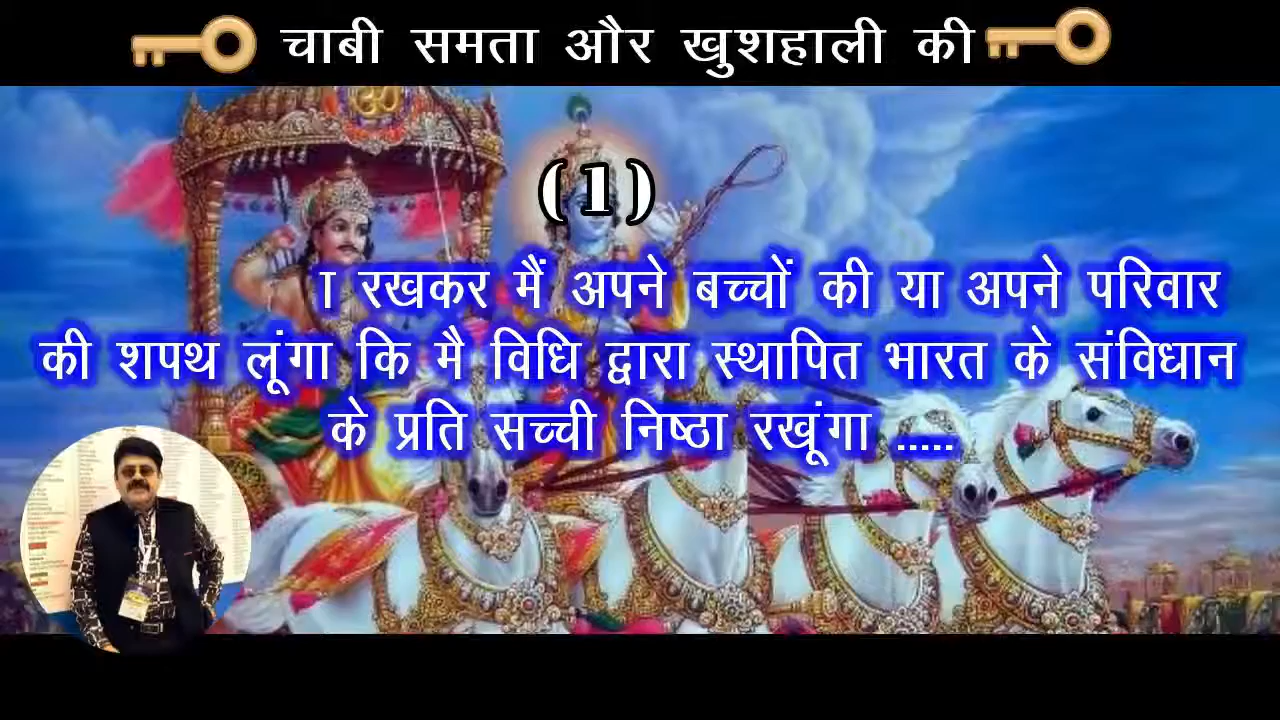 चाबी समता और खुशहाली की
(1)
ा रखकर मैं अपने बच्चों की या अपने परिवार
की शपथ लूंगा कि मै विधि द्वारा स्थापित भारत के संविधान
के प्रति सच्ची निष्ठा रखूंगा .....